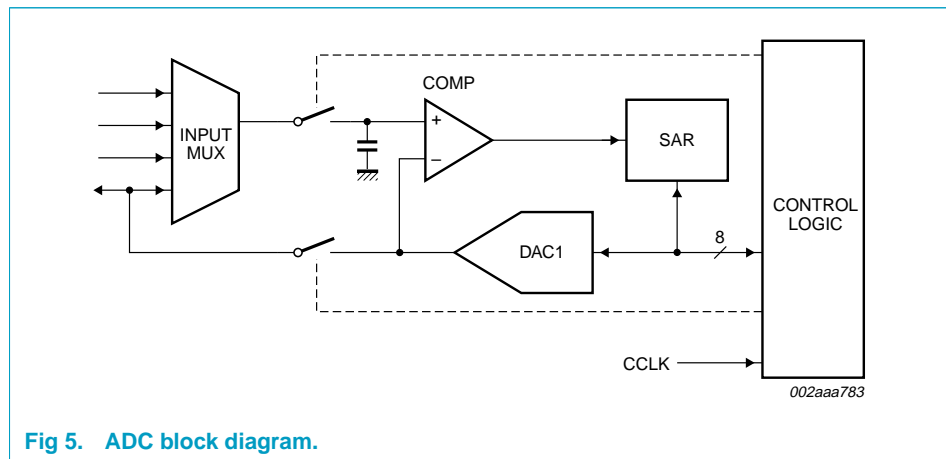 COMP
+
INPUT
MUX
SAR
–
CONTROL
LOGIC
8
DAC1
CCLK
002aaa783
Fig 5. ADC block diagram.